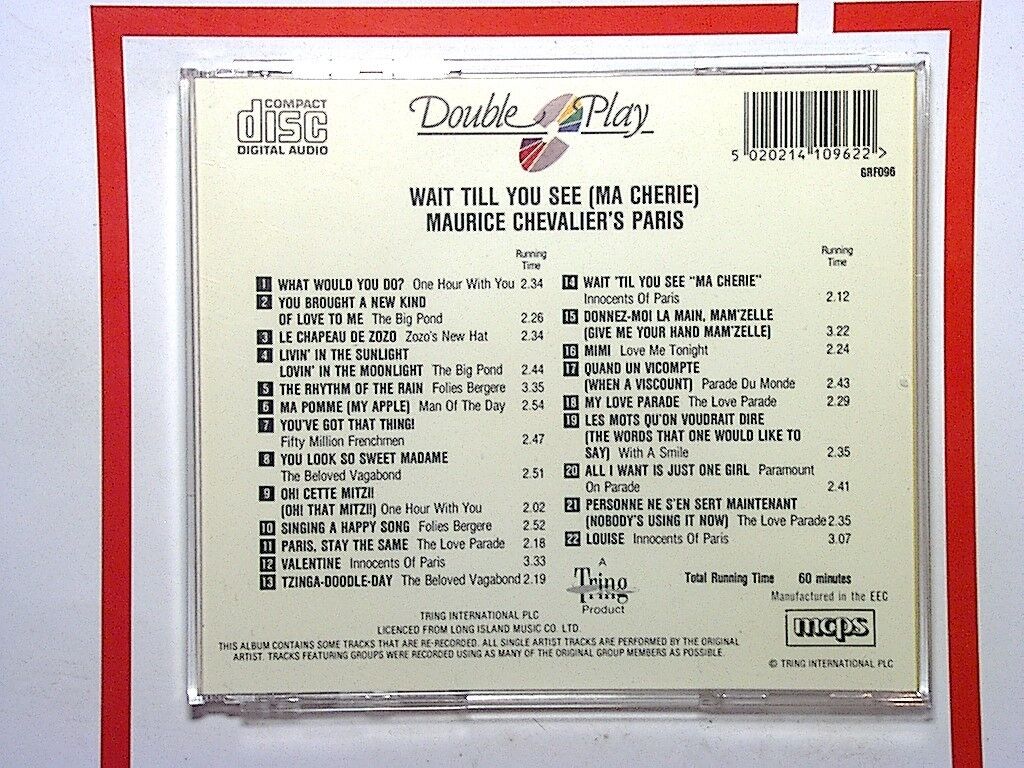 COMPACT
disc
DIGITAL AUDIO
Double Play
5 020214 109622 >
GRF096
WAIT TILL YOU SEE (MA CHERIE)
MAURICE CHEVALIER'S PARIS
Running
Time
1 WHAT WOULD YOU DO? One Hour With You 2.34
2 YOU BROUGHT A NEW KIND
OF LOVE TO ME The Big Pond 2.26
3 LE CHAPEAU DE ZOZO Zozo's New Hat 2.34
4 LIVIN' IN THE SUNLIGHT
LOVIN' IN THE MOONLIGHT The Big Pond 2.44
5 THE RHYTHM OF THE RAIN Folies Bergere 3.35
6 MA POMME (MY APPLE) Man Of The Day 2.54
7 YOU'VE GOT THAT THING!
Fifty Million Frenchmen 2.47
8 YOU LOOK SO SWEET MADAME
The Beloved Vagabond 2.51
9 OH! CETTE MITZI!
(OH! THAT MITZI!) One Hour With You 2.02
10 SINGING A HAPPY SONG Folies Bergere 2.52
11 PARIS, STAY THE SAME The Love Parade 2.18
12 VALENTINE Innocents Of Paris 3.33
13 TZINGA-DOODLE-DAY The Beloved Vagabond 2.19
Running
Time
14 WAIT 'TIL YOU SEE "MA CHERIE"
Innocents Of Paris 2.12
15 DONNEZ-MOI LA MAIN, MAM'ZELLE
(GIVE ME YOUR HAND MAM'ZELLE) 3.22
16 MIMI Love Me Tonight 2.24
17 QUAND UN VICOMPTE
(WHEN A VISCOUNT) Parade Du Monde 2.43
18 MY LOVE PARADE The Love Parade 2.29
19 LES MOTS QU'ON VOUDRAIT DIRE
(THE WORDS THAT ONE WOULD LIKE TO
SAY) With A Smile 2.35
20 ALL I WANT IS JUST ONE GIRL Paramount
On Parade 2.41
21 PERSONNE NE S'EN SERT MAINTENANT
(NOBODY'S USING IT NOW) The Love Parade 2.35
22 LOUISE Innocents Of Paris 3.07
A
Tring
Product
Total Running Time 60 minutes
Manufactured in the EEC
mcps
TRING INTERNATIONAL PLC
LICENCED FROM LONG ISLAND MUSIC CO. LTD.
THIS ALBUM CONTAINS SOME TRACKS THAT ARE RE-RECORDED. ALL SINGLE ARTIST TRACKS ARE PERFORMED BY THE ORIGINAL
ARTIST. TRACKS FEATURING GROUPS WERE RECORDED USING AS MANY OF THE ORIGINAL GROUP MEMBERS AS POSSIBLE.
© TRING INTERNATIONAL PLC